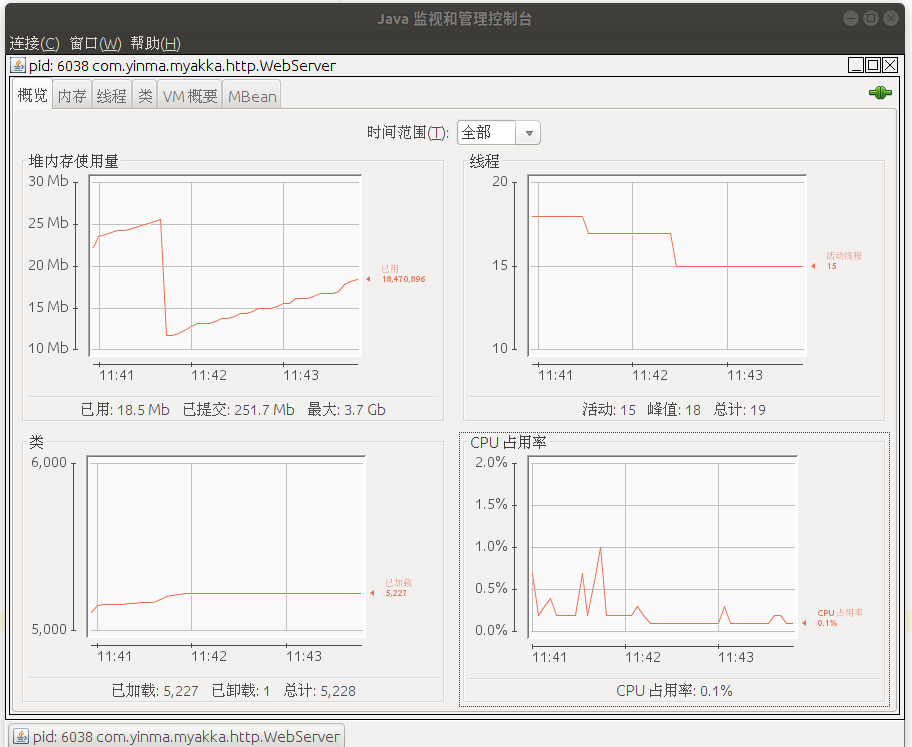 Java 监视和管理控制台
连接(C) 窗口(W) 帮助(H)
pid: 6038 com.yinma.myakka.http.WebServer
概览 内存 线程 类 VM 概要 MBean
时间范围(T): 全部
堆内存使用量
30 Mb
25 Mb
20 Mb
15 Mb
10 Mb
已用
18,470,896
11:41 11:42 11:43
已用: 18.5 Mb 已提交: 251.7 Mb 最大: 3.7 Gb
线程
20
15
10
活动线程
15
11:41 11:42 11:43
活动: 15 峰值: 18 总计: 19
类
6,000
5,000
已加载
5,227
11:41 11:42 11:43
已加载: 5,227 已卸载: 1 总计: 5,228
CPU 占用率
2.0%
1.5%
1.0%
0.5%
0.0%
CPU 占用率
0.1%
11:41 11:42 11:43
CPU 占用率: 0.1%
pid: 6038 com.yinma.myakka.http.WebServer